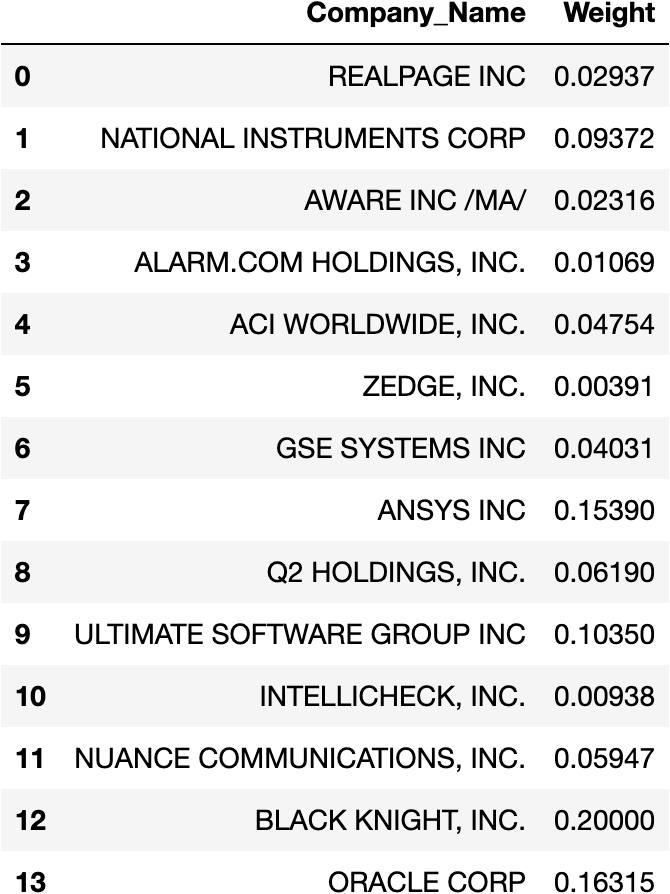 Company_Name Weight
0 REALPAGE INC 0.02937
1 NATIONAL INSTRUMENTS CORP 0.09372
2 AWARE INC /MA/ 0.02316
3 ALARM.COM HOLDINGS, INC. 0.01069
4 ACI WORLDWIDE, INC. 0.04754
5 ZEDGE, INC. 0.00391
6 GSE SYSTEMS INC 0.04031
7 ANSYS INC 0.15390
8 Q2 HOLDINGS, INC. 0.06190
9 ULTIMATE SOFTWARE GROUP INC 0.10350
10 INTELLICHECK, INC. 0.00938
11 NUANCE COMMUNICATIONS, INC. 0.05947
12 BLACK KNIGHT, INC. 0.20000
13 ORACLE CORP 0.16315